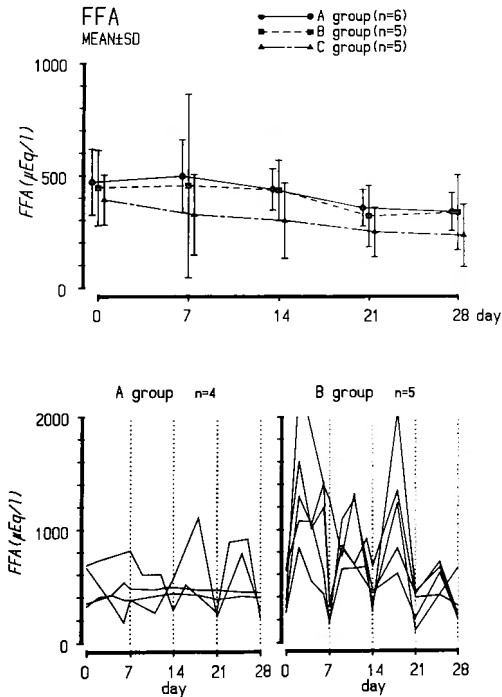 FFA
MEAN±SD
A group(n=6)
B group(n=5)
C group(n=5)
1000
500
0
FFA(μEq/l)
0 7 14 21 28 day
A group n=4
B group n=5
2000
1000
0
FFA(μEq/l)
0 7 14 21 28
day
0 7 14 21 28
day